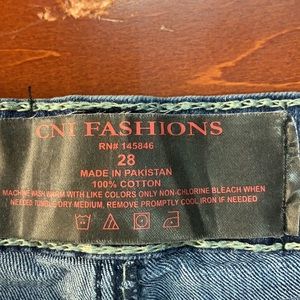 CNI FASHIONS
RN# 145846
28
MADE IN PAKISTAN
100% COTTON
MACHINE WASH WARM WITH LIKE COLORS ONLY NON-CHLORINE BLEACH WHEN
NEEDED TUMBLE DRY MEDIUM, REMOVE PROMPTLY COOL IRON IF NEEDED